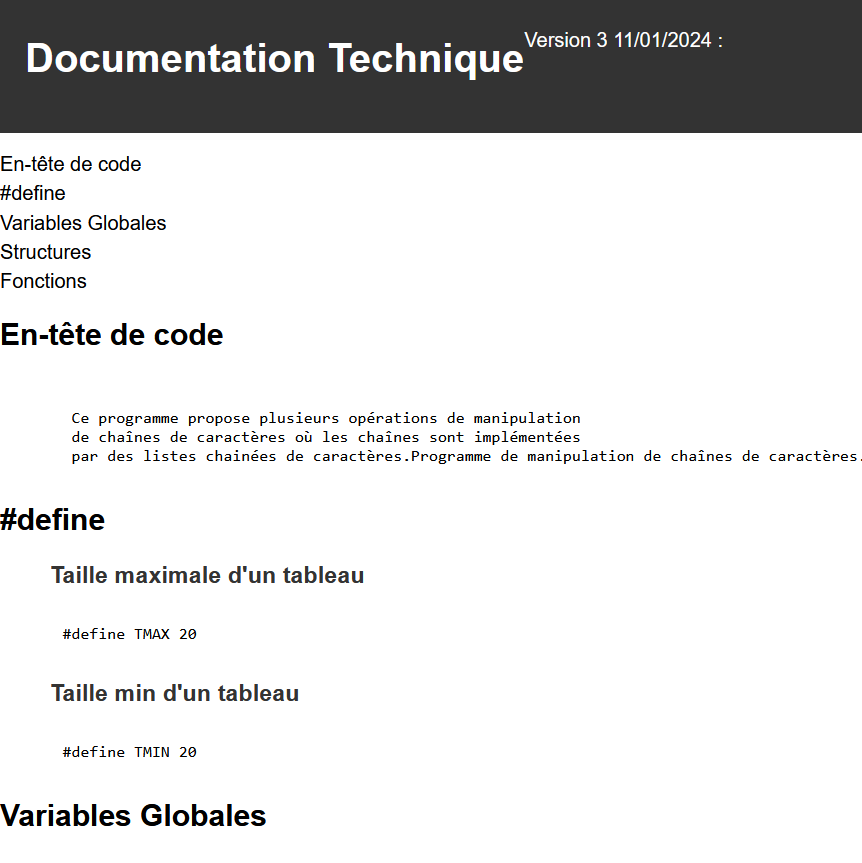 Documentation Technique
Version 3 11/01/2024 :
En-tête de code
#define
Variables Globales
Structures
Fonctions
En-tête de code
Ce programme propose plusieurs opérations de manipulation
de chaînes de caractères où les chaînes sont implémentées
par des listes chainées de caractères.Programme de manipulation de chaînes de caractères.
#define
Taille maximale d'un tableau
#define TMAX 20
Taille min d'un tableau
#define TMIN 20
Variables Globales